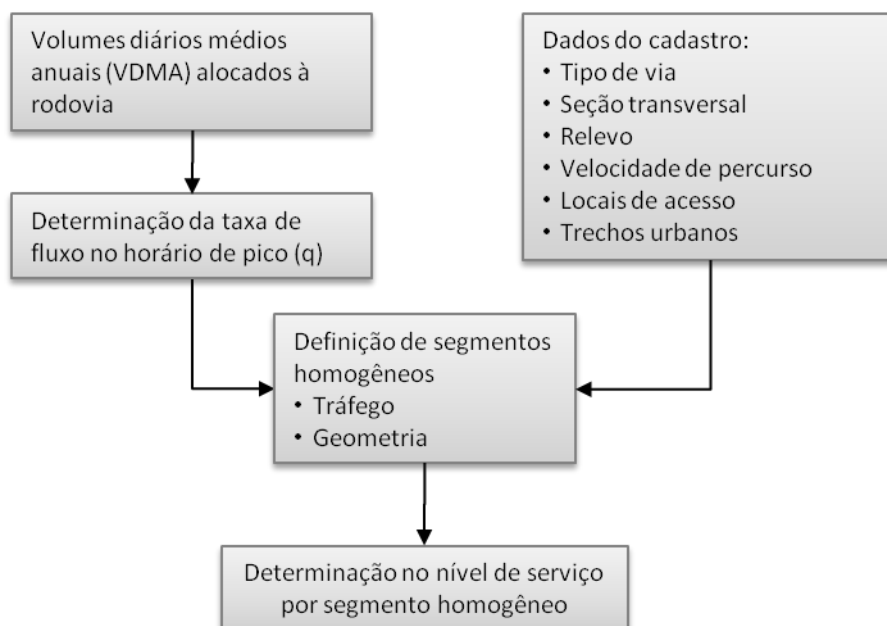 Volumes diários médios
anuais (VDMA) alocados à
rodovia
Dados do cadastro:
• Tipo de via
• Seção transversal
• Relevo
• Velocidade de percurso
• Locais de acesso
• Trechos urbanos
Determinação da taxa de
fluxo no horário de pico (q)
Definição de segmentos
homogêneos
• Tráfego
• Geometria
Determinação no nível de serviço
por segmento homogêneo